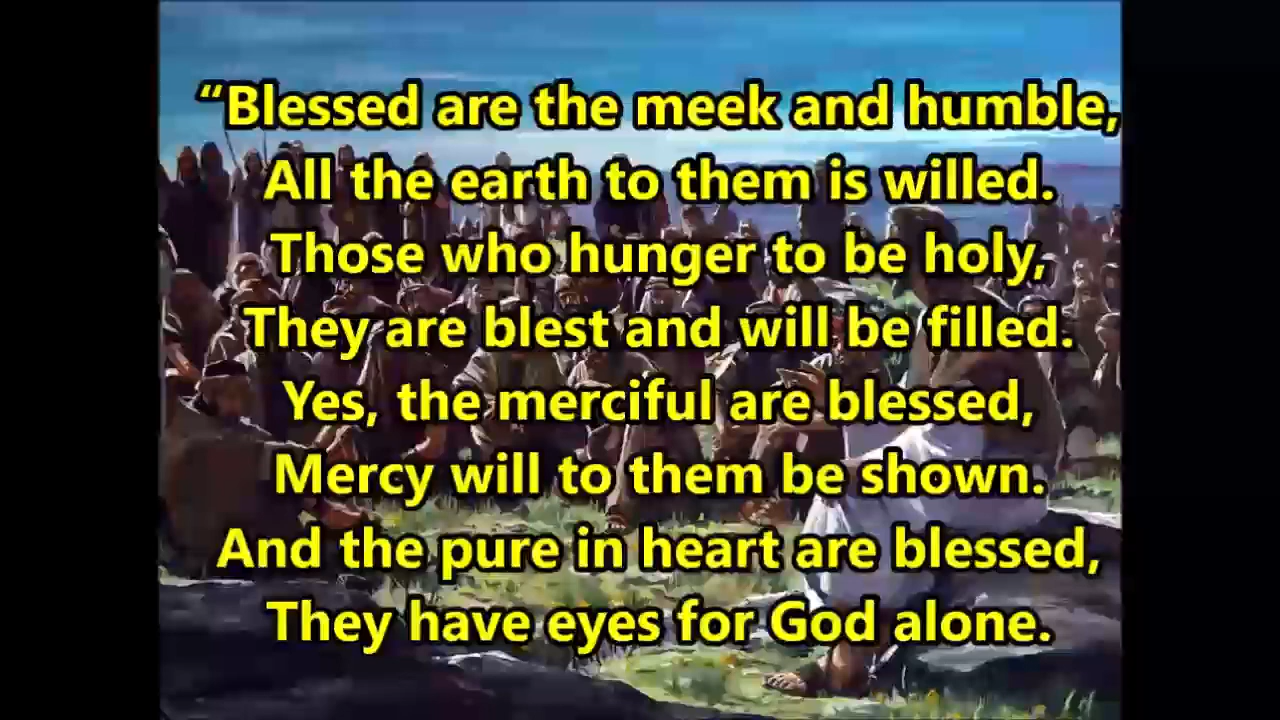 “Blessed are the meek and humble,
All the earth to them is willed.
Those who hunger to be holy,
They are blest and will be filled.
Yes, the merciful are blessed,
Mercy will to them be shown.
And the pure in heart are blessed,
They have eyes for God alone.